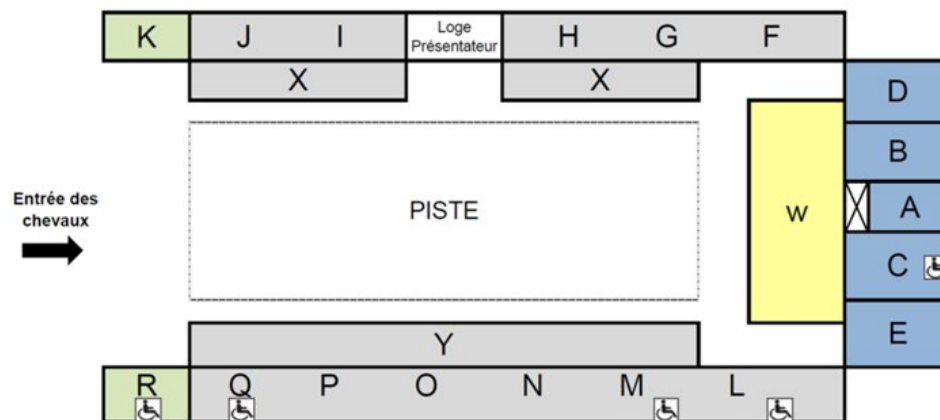 K J I Loge H G F
Présentateur
X X
D
B
Entrée des
chevaux
PISTE
W
A
C
E
Y
R Q P O N M L